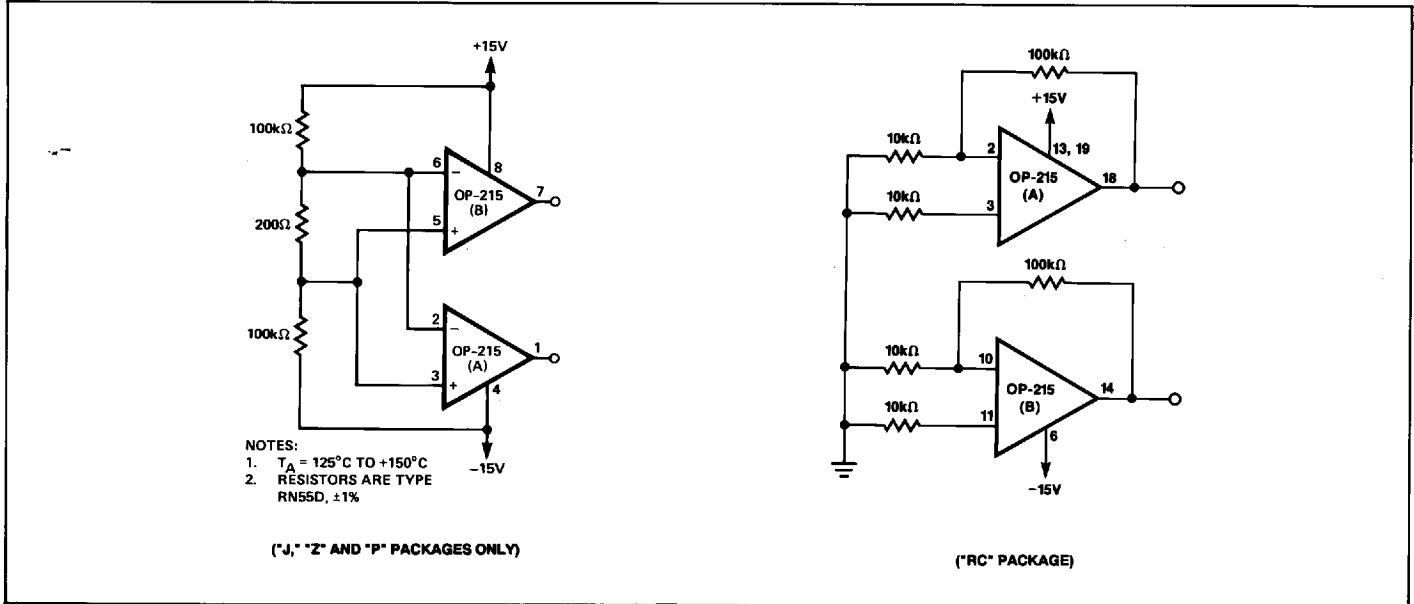 +15V
100kΩ
6
−
8
OP-215
(B)
7
200Ω
5
+
100kΩ
2
−
OP-215
(A)
1
3
+
4
−15V
NOTES:
1. TA = 125°C TO +150°C
2. RESISTORS ARE TYPE
RN55D, ±1%
("J," "Z" AND "P" PACKAGES ONLY)
100kΩ
+15V
10kΩ
2
13, 19
OP-215
(A)
18
10kΩ
3
100kΩ
10kΩ
10
OP-215
(B)
14
10kΩ
11
6
−15V
("RC" PACKAGE)